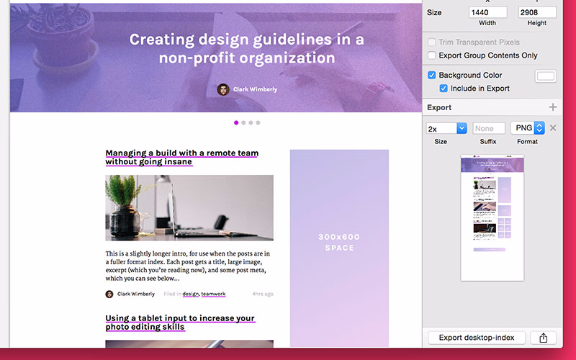 Creating design guidelines in a
non-profit organization
Clark Wimberly
Managing a build with a remote team
without going insane
This is a slightly longer intro, for use when the posts are in
a fuller format index. Each post gets a title, large image,
excerpt (which you're reading now), and some post meta,
which you can see below...
Clark Wimberly Filed in design, teamwork 4hrs ago
Using a tablet input to increase your
photo editing skills
300x600
SPACE
X Y
Size 1440 2908
Width Height
Trim Transparent Pixels
Export Group Contents Only
Background Color
Include in Export
Export
2x None PNG
Size Suffix Format
Export desktop-index